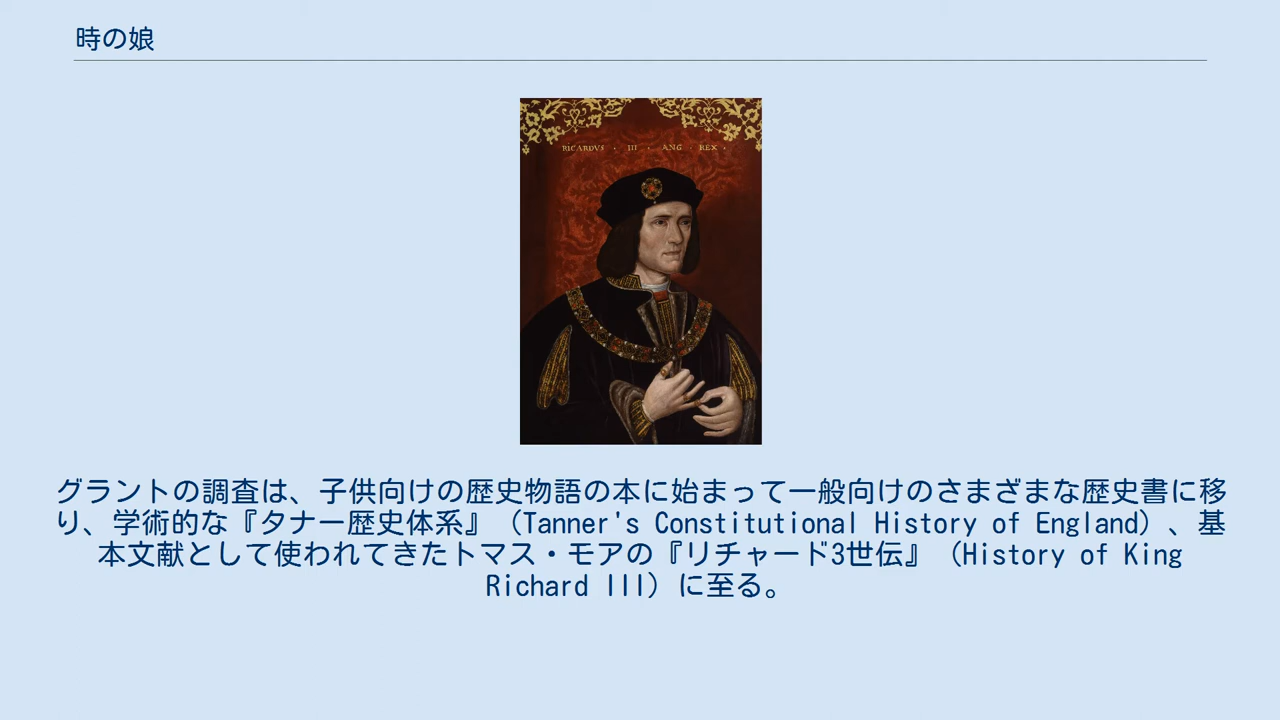 時の娘
RICARDVS · III · ANG · REX ·
グラントの調査は、子供向けの歴史物語の本に始まって一般向けのさまざまな歴史書に移
り、学術的な『タナー歴史体系』（Tanner's Constitutional History of England）、基
本文献として使われてきたトマス・モアの『リチャード3世伝』（History of King
Richard III）に至る。